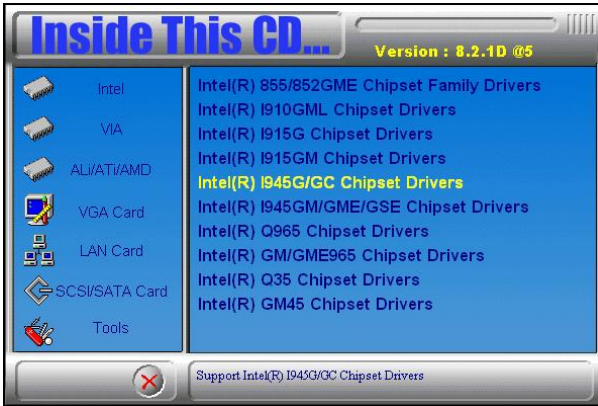 Inside This CD...
Version : 8.2.1D @5
Intel
VIA
ALi/ATi/AMD
VGA Card
LAN Card
SCSI/SATA Card
Tools
Intel(R) 855/852GME Chipset Family Drivers
Intel(R) I910GML Chipset Drivers
Intel(R) I915G Chipset Drivers
Intel(R) I915GM Chipset Drivers
Intel(R) I945G/GC Chipset Drivers
Intel(R) I945GM/GME/GSE Chipset Drivers
Intel(R) Q965 Chipset Drivers
Intel(R) GM/GME965 Chipset Drivers
Intel(R) Q35 Chipset Drivers
Intel(R) GM45 Chipset Drivers
Support Intel(R) I945G/GC Chipset Drivers